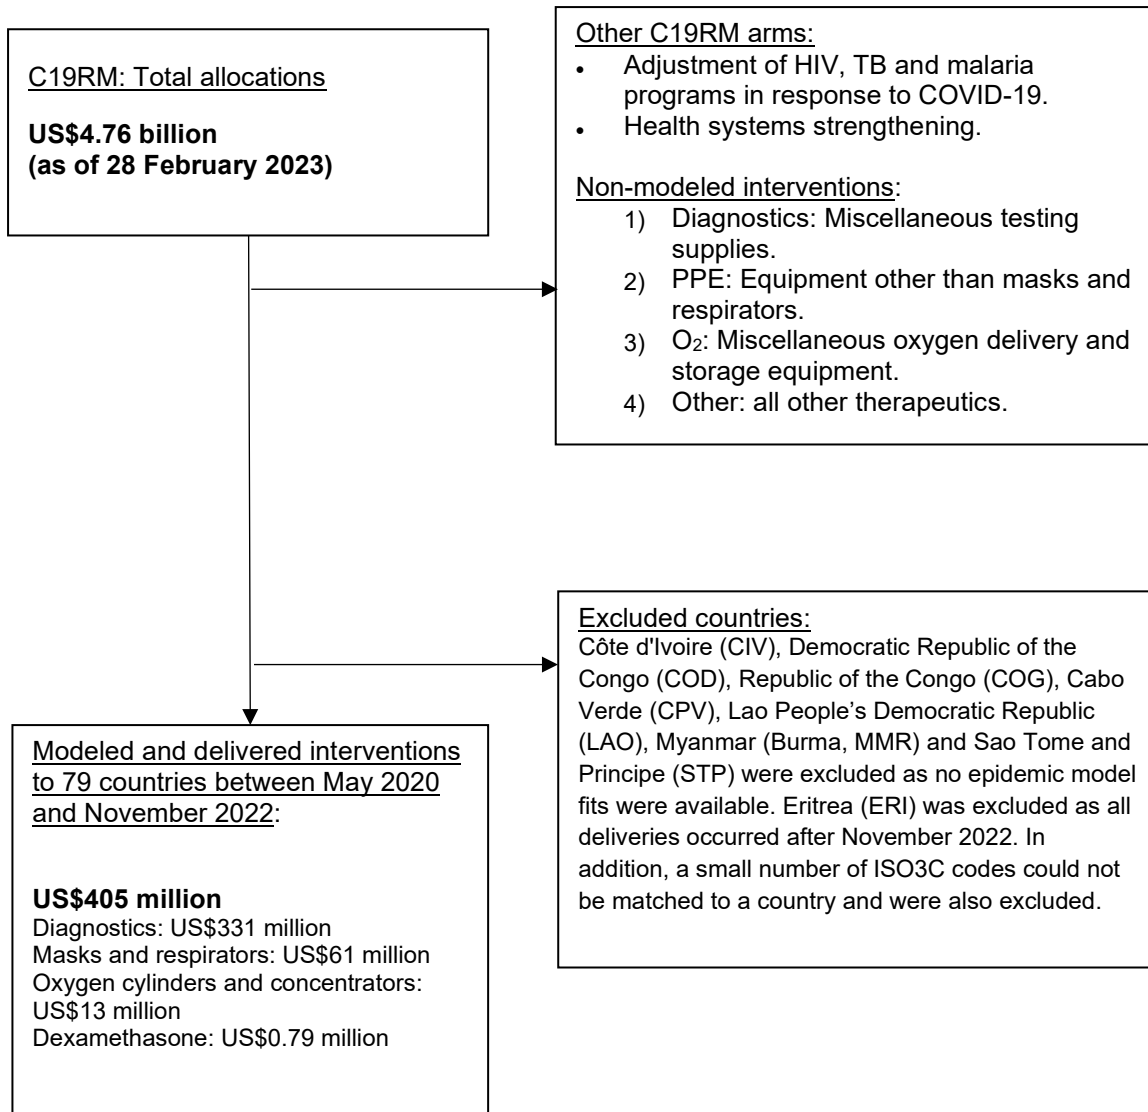 C19RM: Total allocations
US$4.76 billion
(as of 28 February 2023)
Other C19RM arms:
• Adjustment of HIV, TB and malaria
programs in response to COVID-19.
• Health systems strengthening.
Non-modeled interventions:
1) Diagnostics: Miscellaneous testing
supplies.
2) PPE: Equipment other than masks and
respirators.
3) O₂: Miscellaneous oxygen delivery and
storage equipment.
4) Other: all other therapeutics.
Excluded countries:
Côte d'Ivoire (CIV), Democratic Republic of the
Congo (COD), Republic of the Congo (COG), Cabo
Verde (CPV), Lao People’s Democratic Republic
(LAO), Myanmar (Burma, MMR) and Sao Tome and
Principe (STP) were excluded as no epidemic model
fits were available. Eritrea (ERI) was excluded as all
deliveries occurred after November 2022. In
addition, a small number of ISO3C codes could not
be matched to a country and were also excluded.
Modeled and delivered interventions
to 79 countries between May 2020
and November 2022:
US$405 million
Diagnostics: US$331 million
Masks and respirators: US$61 million
Oxygen cylinders and concentrators:
US$13 million
Dexamethasone: US$0.79 million